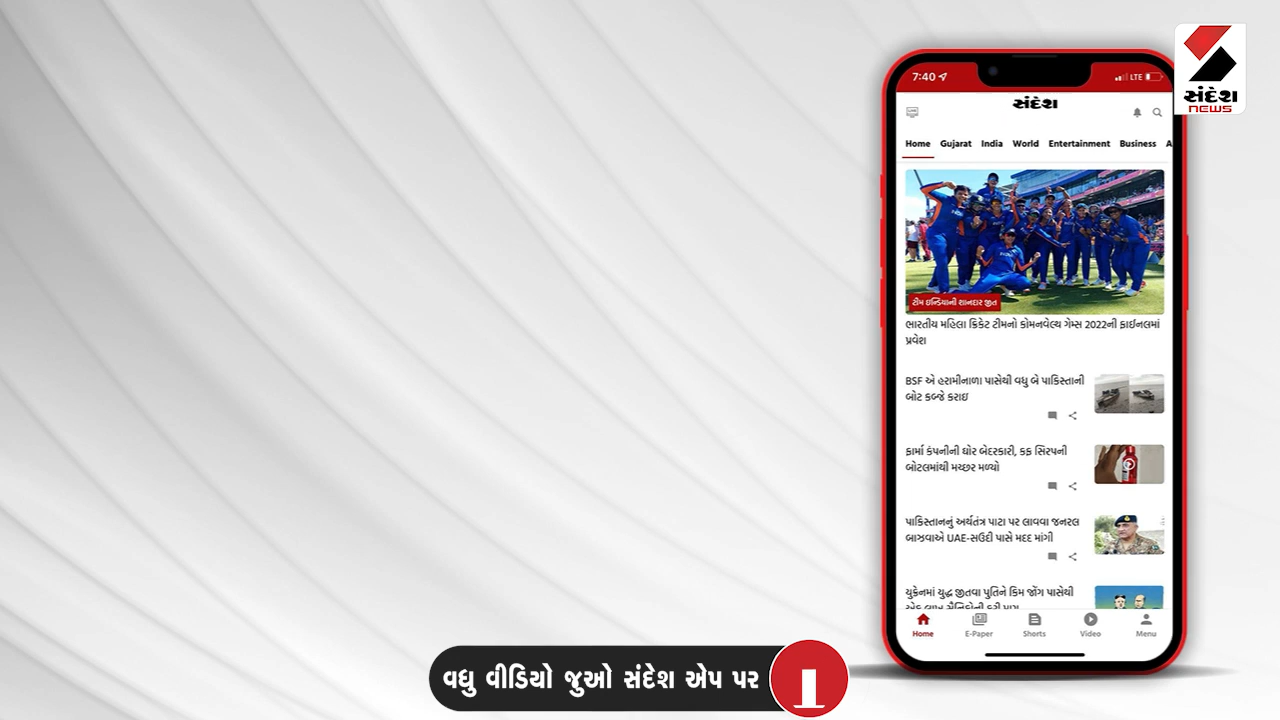 સંદેશ
NEWS
7:40
LTE
સંદેશ
Home Gujarat India World Entertainment Business A
ટીમ ઇન્ડિયાની શાનદાર જીત
ભારતીય મહિલા ક્રિકેટ ટીમનો કોમનવેલ્થ ગેમ્સ 2022ની ફાઈનલમાં
પ્રવેશ
BSF એ હરામીનાળા પાસેથી વધુ બે પાકિસ્તાની
બોટ કબ્જે કરાઇ
ફાર્મા કંપનીની ઘોર બેદરકારી, કફ સિરપની
બોટલમાંથી મચ્છર મળ્યો
પાકિસ્તાનનું અર્થતંત્ર પાટા પર લાવવા જનરલ
બાઝવાએ UAE-સઉદી પાસે મદદ માંગી
યુક્રેનમાં યુદ્ધ જીતવા પુતિને કિમ જોંગ પાસેથી
Home E-Paper Shorts Video Menu
વધુ વીડિયો જુઓ સંદેશ એપ પર